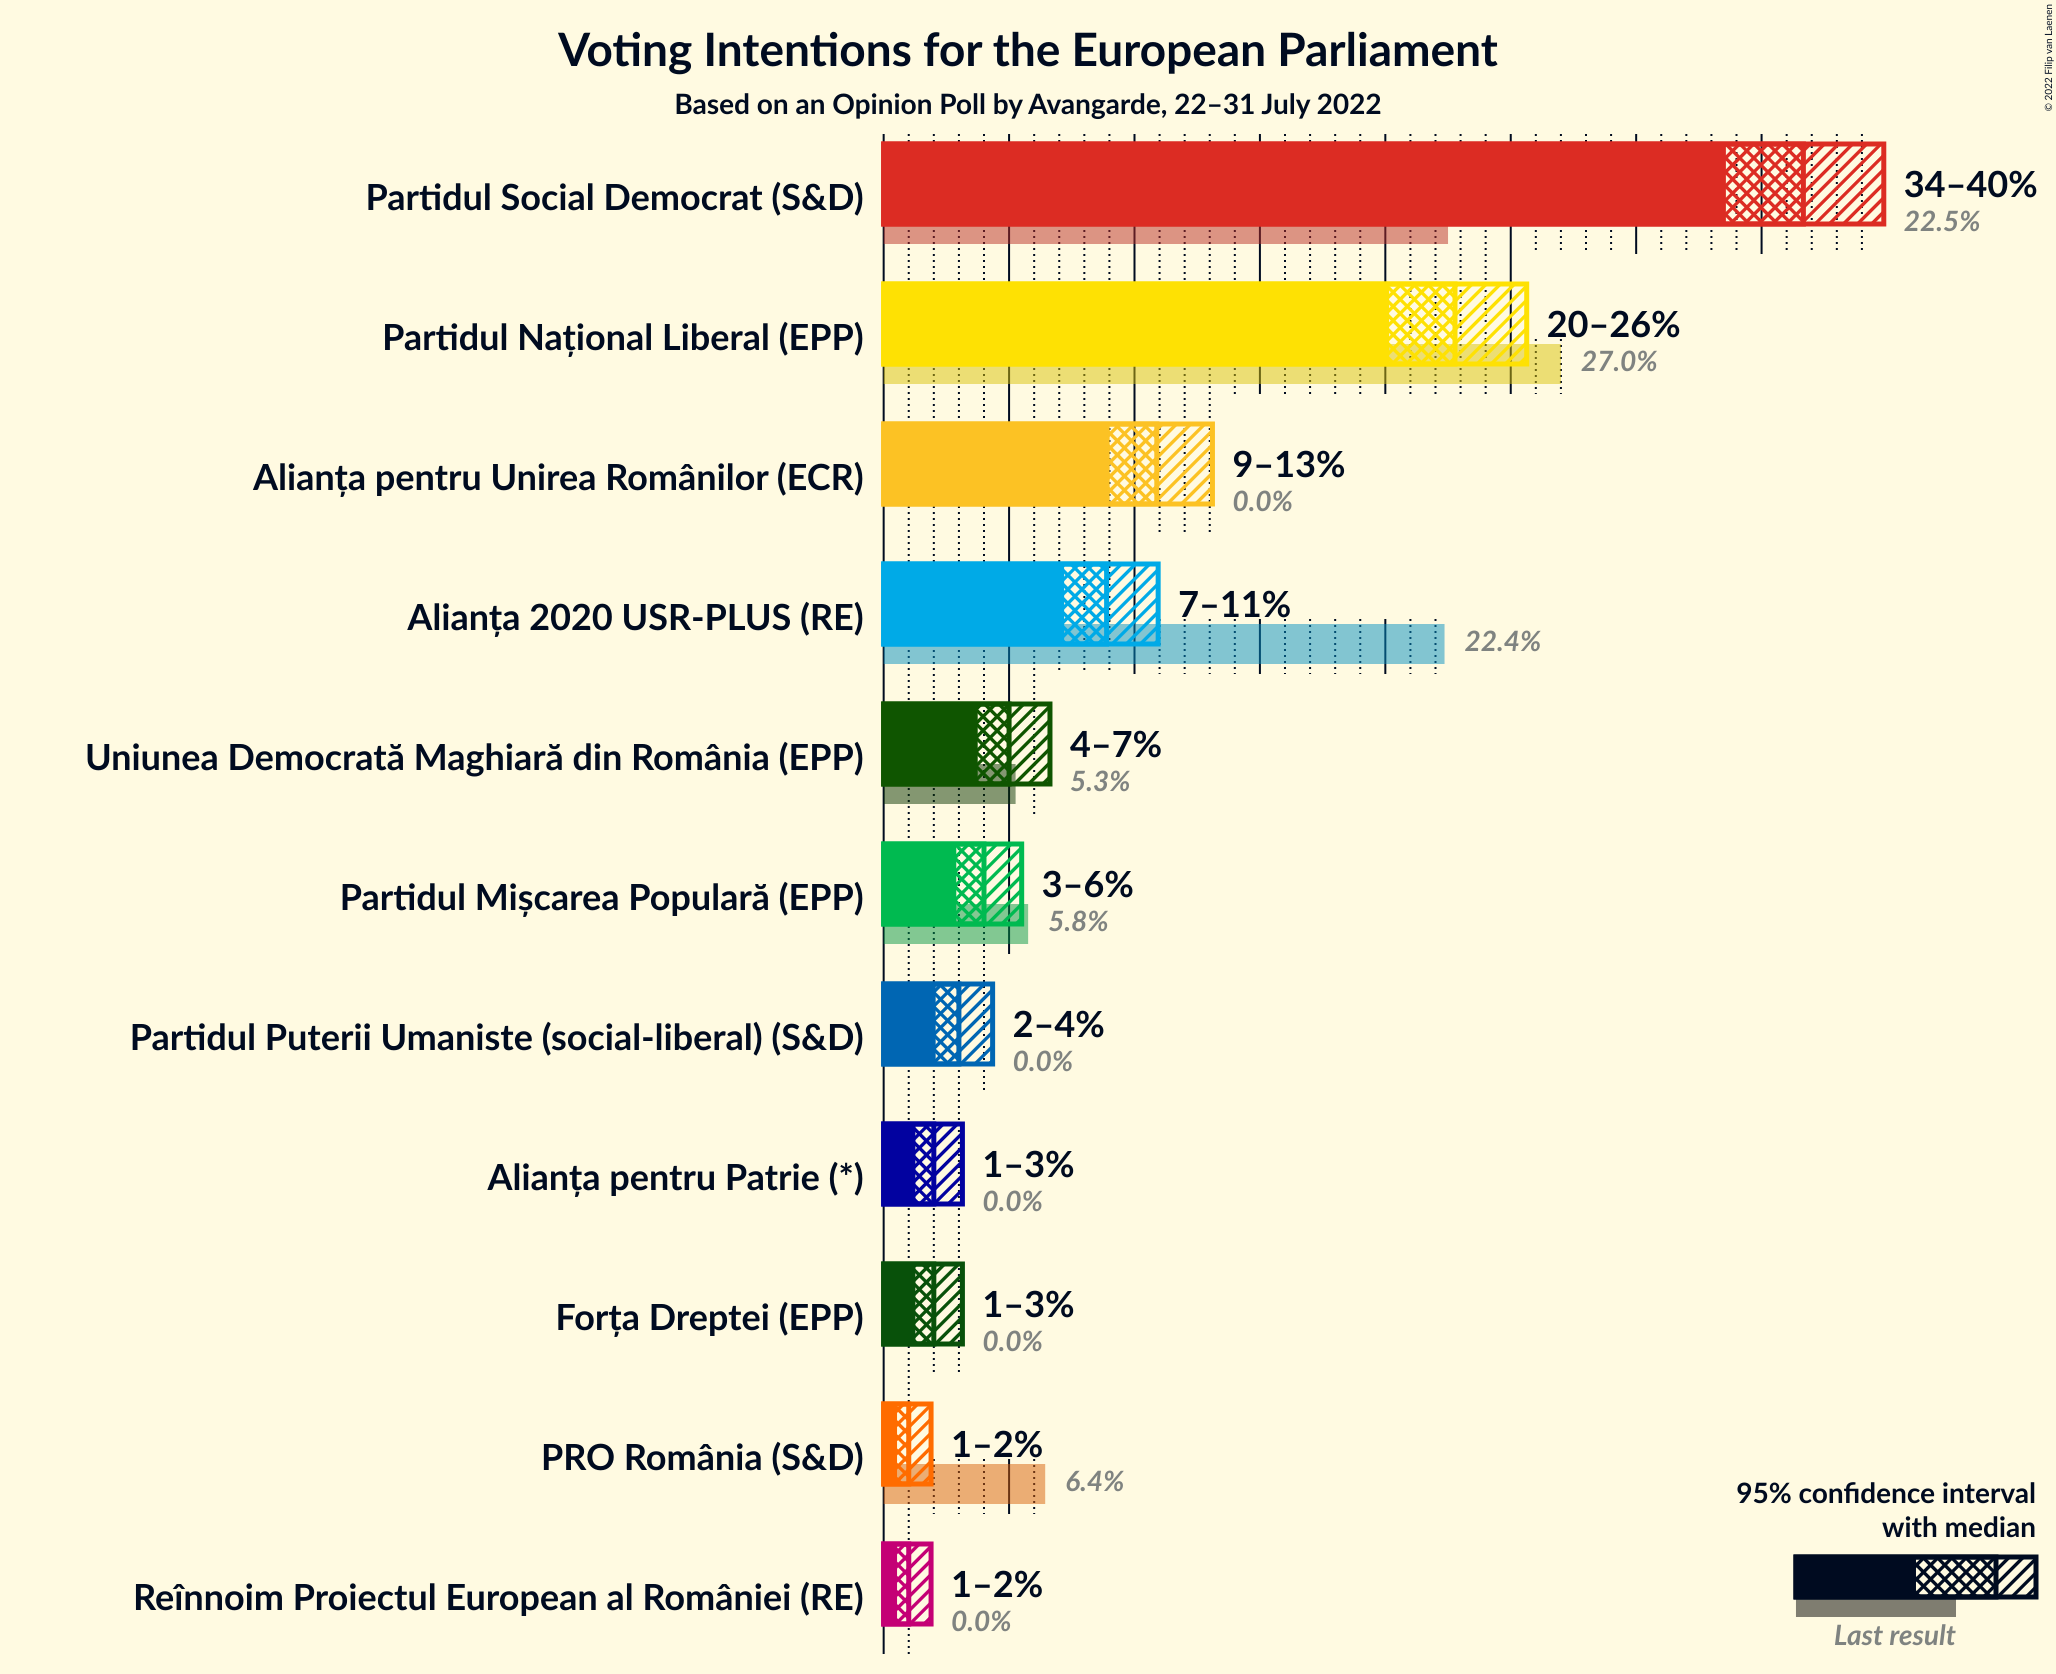 © 2022 Filip van Laenen
Voting Intentions for the European Parliament
Based on an Opinion Poll by Avangarde, 22–31 July 2022
Partidul Social Democrat (S&D)
34–40%
22.5%
Partidul Național Liberal (EPP)
20–26%
27.0%
Alianța pentru Unirea Românilor (ECR)
9–13%
0.0%
Alianța 2020 USR-PLUS (RE)
7–11%
22.4%
Uniunea Democrată Maghiară din România (EPP)
4–7%
5.3%
Partidul Mișcarea Populară (EPP)
3–6%
5.8%
Partidul Puterii Umaniste (social-liberal) (S&D)
2–4%
0.0%
Alianța pentru Patrie (*)
1–3%
0.0%
Forța Dreptei (EPP)
1–3%
0.0%
PRO România (S&D)
1–2%
6.4%
Reînnoim Proiectul European al României (RE)
1–2%
0.0%
95% confidence interval
with median
Last result